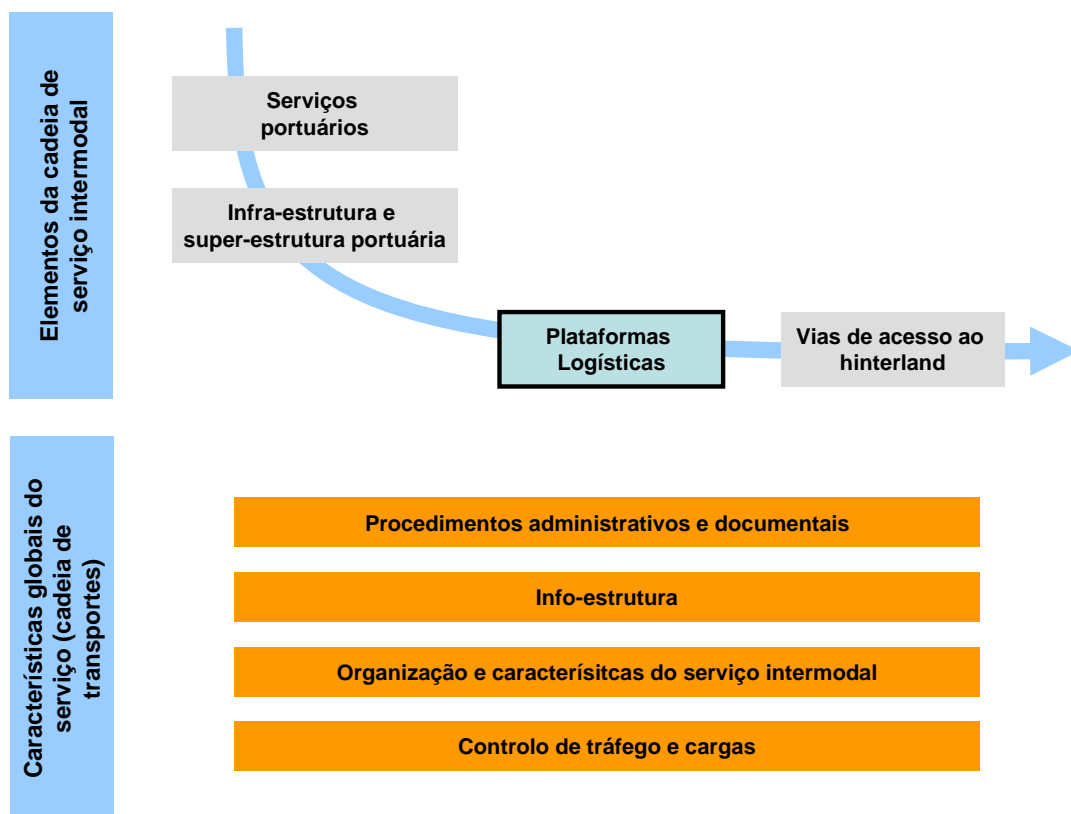 Elementos da cadeia de
serviço intermodal
Serviços
portuários
Infra-estrutura e
super-estrutura portuária
Plataformas
Logísticas
Vias de acesso ao
hinterland
Características globais do
serviço (cadeia de
transportes)
Procedimentos administrativos e documentais
Info-estrutura
Organização e caracterísitcas do serviço intermodal
Controlo de tráfego e cargas